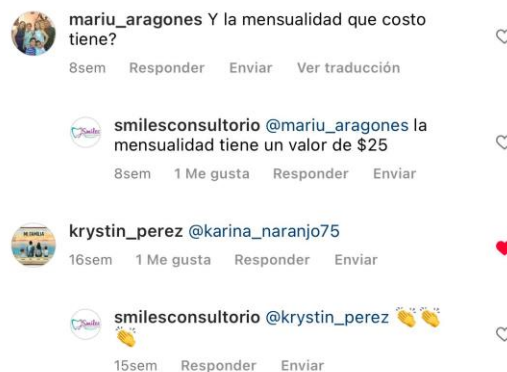 mariu_aragones Y la mensualidad que costo
tiene?
8sem Responder Enviar Ver traducción
smilesconsultorio @mariu_aragones la
mensualidad tiene un valor de $25
8sem 1 Me gusta Responder Enviar
krystin_perez @karina_naranjo75
16sem 1 Me gusta Responder Enviar
smilesconsultorio @krystin_perez 👏👏
👏
15sem Responder Enviar